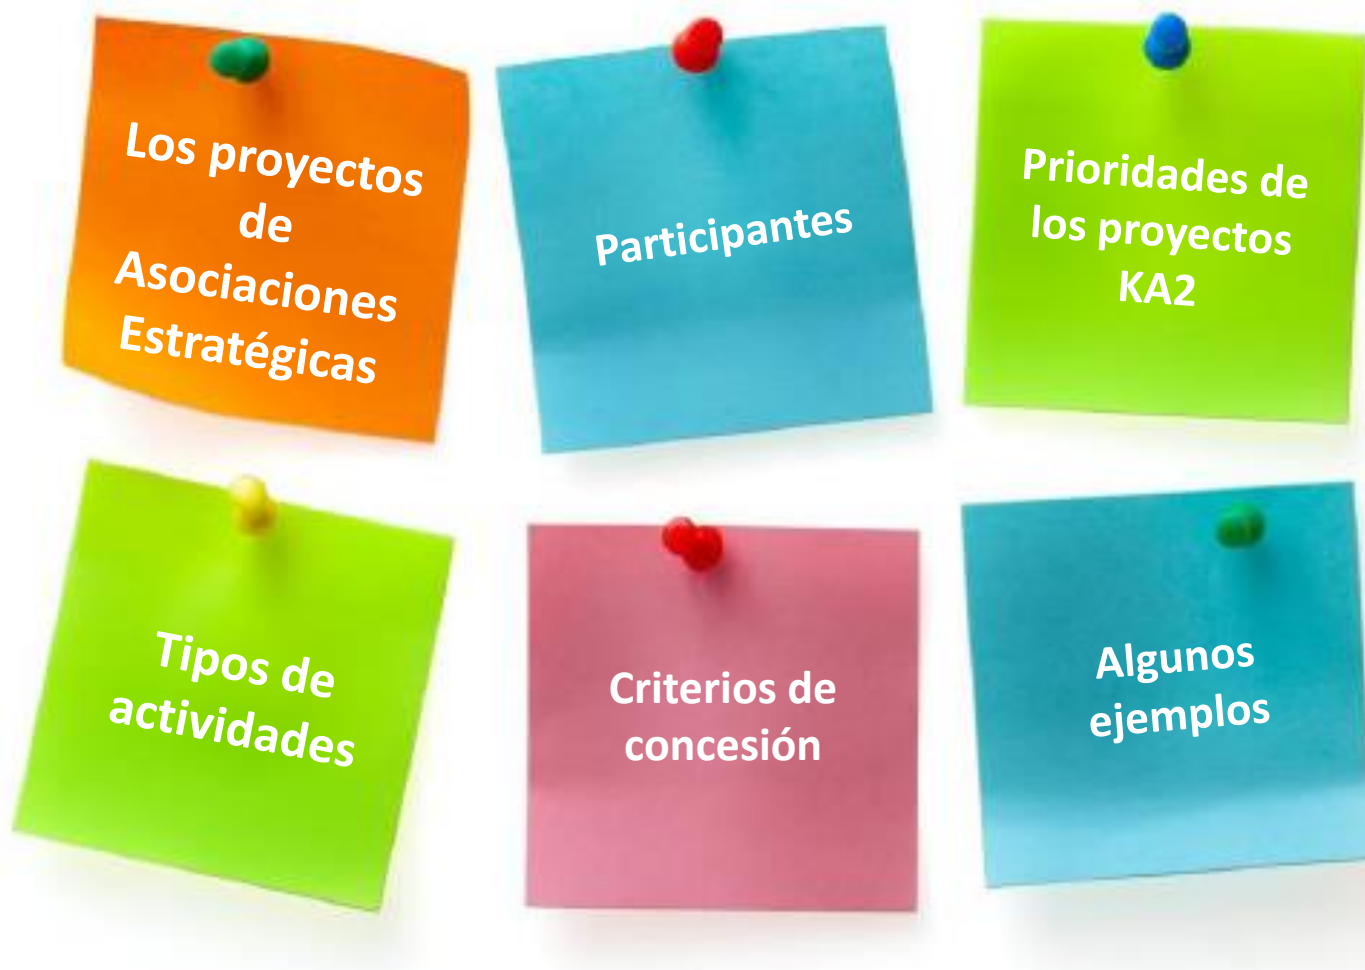 Los proyectos
de
Asociaciones
Estratégicas
Participantes
Prioridades de
los proyectos
KA2
Tipos de
actividades
Criterios de
concesión
Algunos
ejemplos